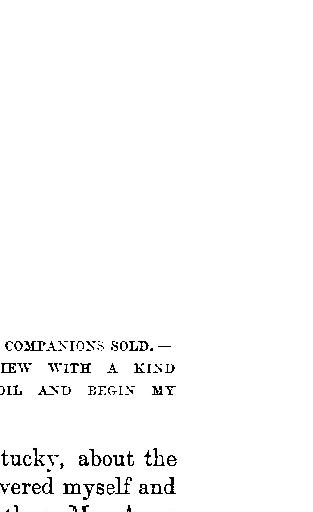 COMPANIONS SOLD. —
IEW WITH A KIND
OIL AND BEGIN MY
tucky, about the
vered myself and